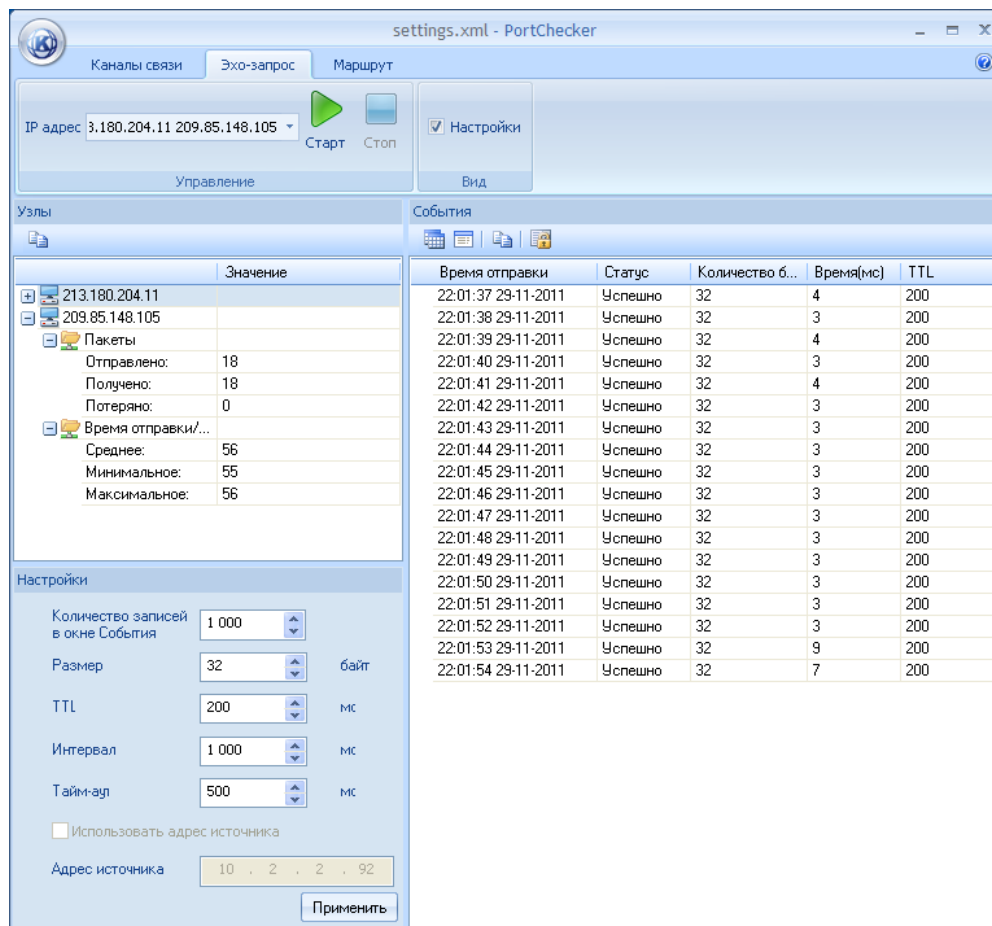 settings.xml - PortChecker
Каналы связи Эхо-запрос Маршрут
IP адрес 3.180.204.11 209.85.148.105
Старт Стоп
Настройки
Управление Вид
Узлы
Значение
213.180.204.11
209.85.148.105
Пакеты
Отправлено: 18
Получено: 18
Потеряно: 0
Время отправки/...
Среднее: 56
Минимальное: 55
Максимальное: 56
Настройки
Количество записей
в окне События
1 000
Размер 32 байт
TTL 200 мс
Интервал 1 000 мс
Тайм-аул 500 мс
Использовать адрес источника
Адрес источника 10 . 2 . 2 . 92
Применить
События
Время отправки Статус Количество б... Время(мс) TTL
22:01:37 29-11-2011 Успешно 32 4 200
22:01:38 29-11-2011 Успешно 32 3 200
22:01:39 29-11-2011 Успешно 32 4 200
22:01:40 29-11-2011 Успешно 32 3 200
22:01:41 29-11-2011 Успешно 32 4 200
22:01:42 29-11-2011 Успешно 32 3 200
22:01:43 29-11-2011 Успешно 32 3 200
22:01:44 29-11-2011 Успешно 32 3 200
22:01:45 29-11-2011 Успешно 32 3 200
22:01:46 29-11-2011 Успешно 32 3 200
22:01:47 29-11-2011 Успешно 32 3 200
22:01:48 29-11-2011 Успешно 32 3 200
22:01:49 29-11-2011 Успешно 32 3 200
22:01:50 29-11-2011 Успешно 32 3 200
22:01:51 29-11-2011 Успешно 32 3 200
22:01:52 29-11-2011 Успешно 32 3 200
22:01:53 29-11-2011 Успешно 32 9 200
22:01:54 29-11-2011 Успешно 32 7 200